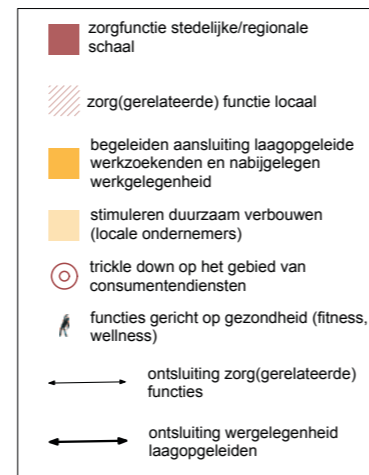 zorgfunctie stedelijke/regionale
schaal
zorg(gerelateerde) functie locaal
begeleiden aansluiting laagopgeleide
werkzoekenden en nabijgelegen
werkgelegenheid
stimuleren duurzaam verbouwen
(locale ondernemers)
trickle down op het gebied van
consumentendiensten
functies gericht op gezondheid (fitness,
wellness)
ontsluiting zorg(gerelateerde)
functies
ontsluiting wergelegenheid
laagopgeleiden